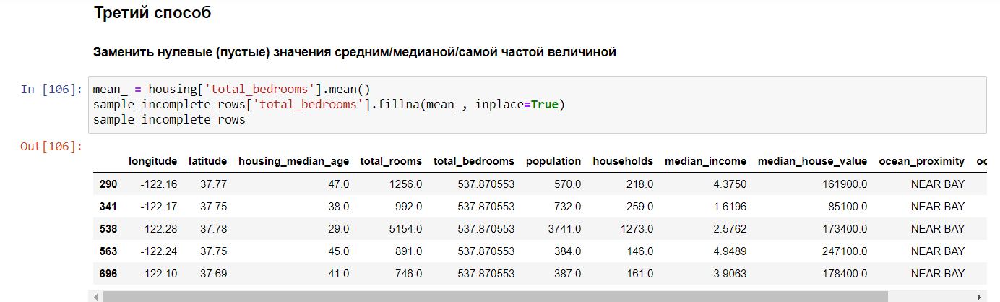 Третий способ
Заменить нулевые (пустые) значения средним/медианой/самой частой величиной
In [106]: mean_ = housing['total_bedrooms'].mean()
sample_incomplete_rows['total_bedrooms'].fillna(mean_, inplace=True)
sample_incomplete_rows
Out[106]:
longitude latitude housing_median_age total_rooms total_bedrooms population households median_income median_house_value ocean_proximity oc
290 -122.16 37.77 47.0 1256.0 537.870553 570.0 218.0 4.3750 161900.0 NEAR BAY
341 -122.17 37.75 38.0 992.0 537.870553 732.0 259.0 1.6196 85100.0 NEAR BAY
538 -122.28 37.78 29.0 5154.0 537.870553 3741.0 1273.0 2.5762 173400.0 NEAR BAY
563 -122.24 37.75 45.0 891.0 537.870553 384.0 146.0 4.9489 247100.0 NEAR BAY
696 -122.10 37.69 41.0 746.0 537.870553 387.0 161.0 3.9063 178400.0 NEAR BAY